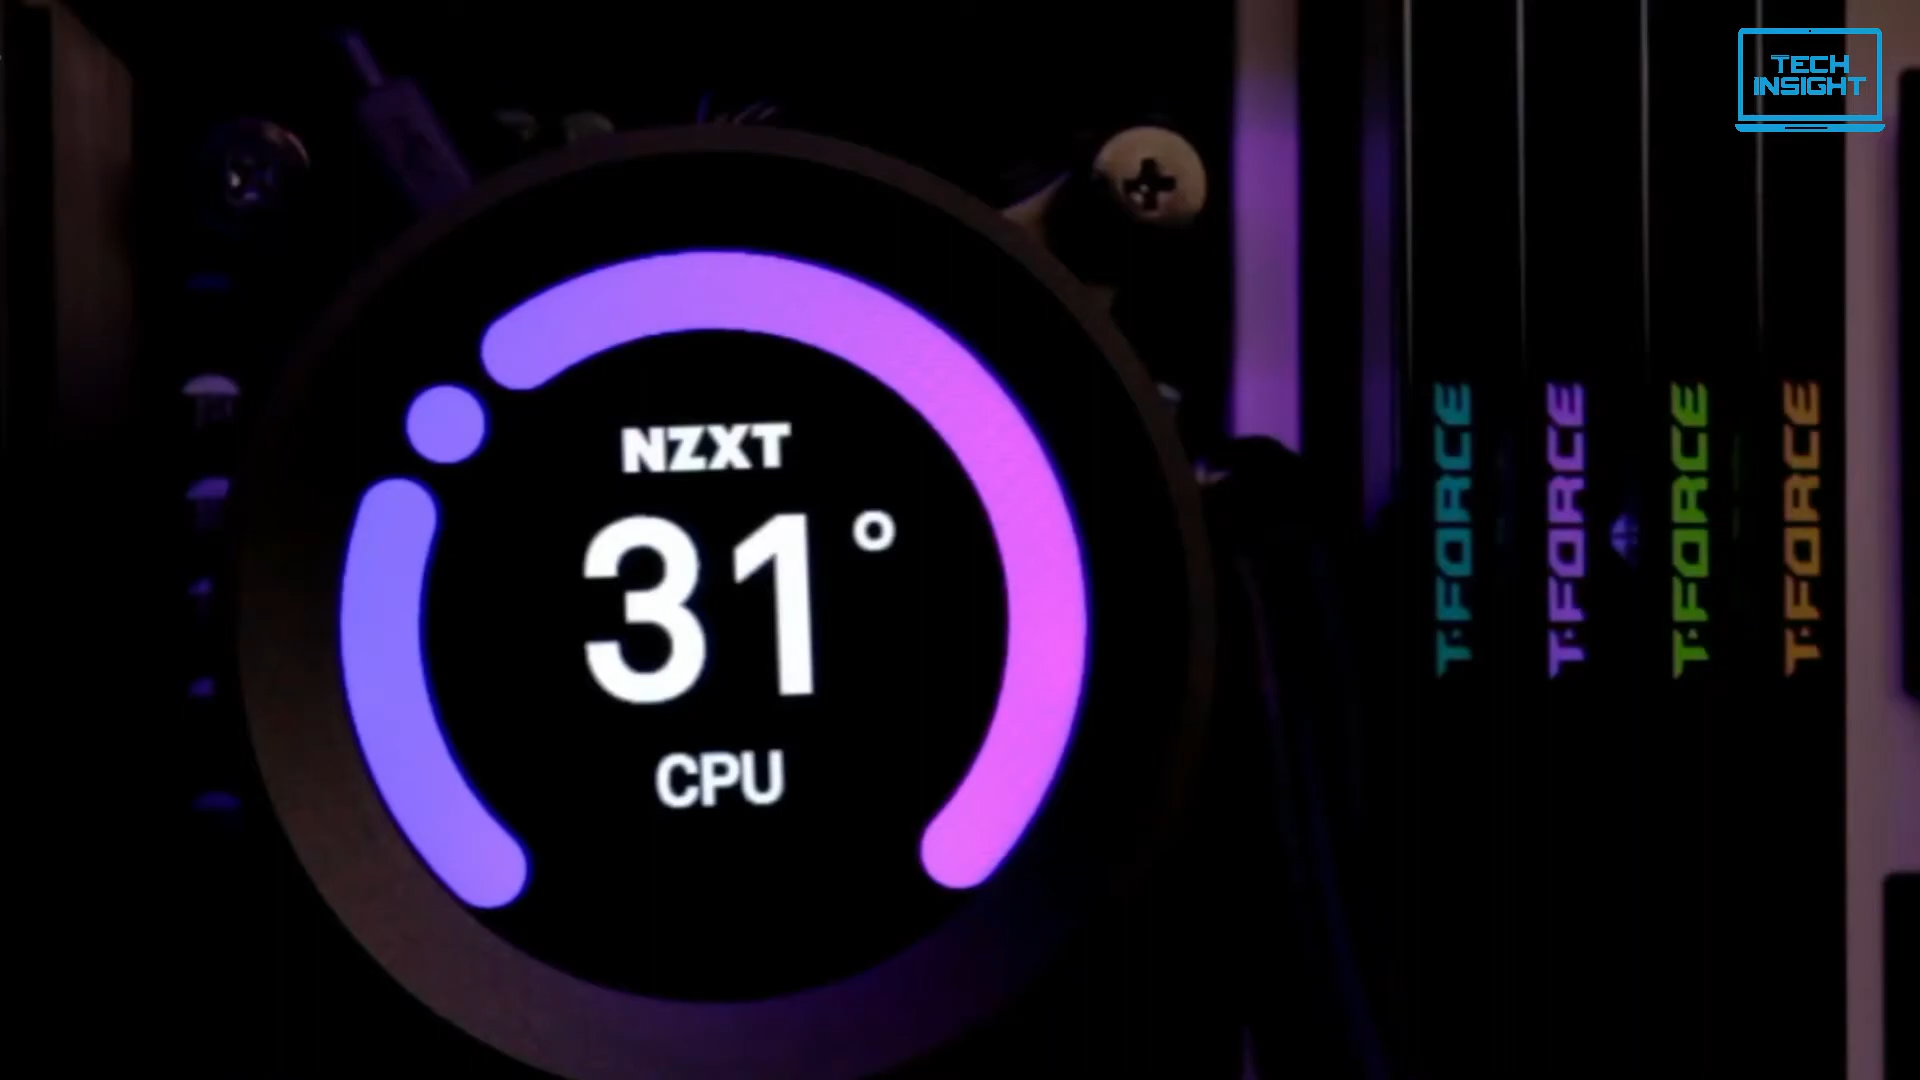 TECH
INSIGHT
NZXT
31°
CPU
T-FORCE
T-FORCE
T-FORCE
T-FORCE